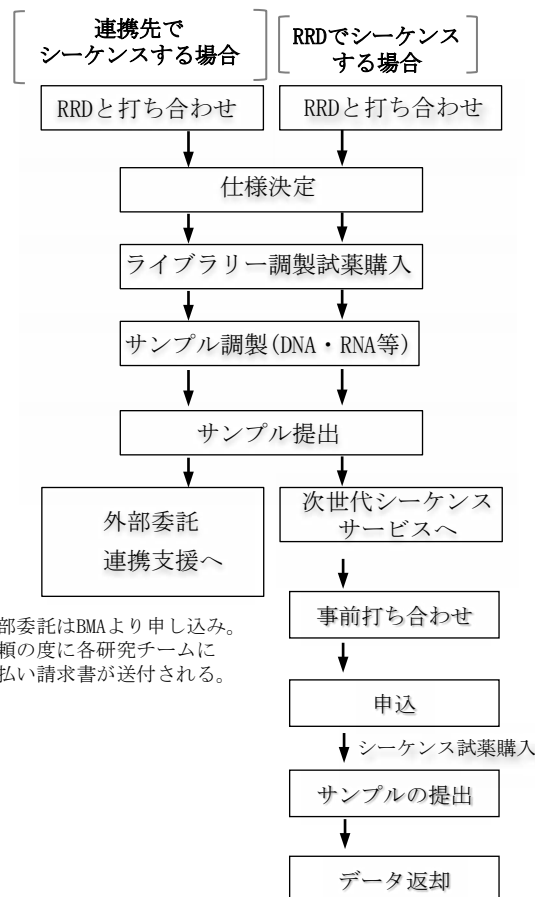 連携先で
シーケンスする場合
RRDでシーケンス
する場合
RRDと打ち合わせ
RRDと打ち合わせ
仕様決定
ライブラリー調製試薬購入
サンプル調製(DNA・RNA等)
サンプル提出
外部委託
連携支援へ
次世代シーケンス
サービスへ
部委託はBMAより申し込み。
頼の度に各研究チームに
払い請求書が送付される。
事前打ち合わせ
申込
シーケンス試薬購入
サンプルの提出
データ返却